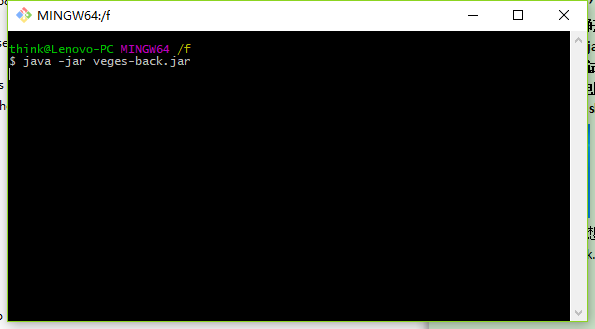 MINGW64:/f
think@Lenovo-PC MINGW64 /f
$ java -jar veges-back.jar